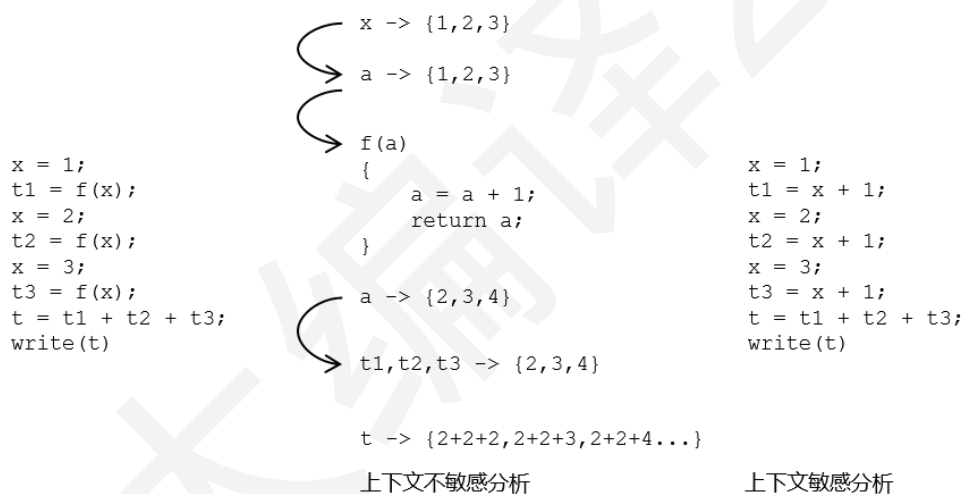 x = 1;
t1 = f(x);
x = 2;
t2 = f(x);
x = 3;
t3 = f(x);
t = t1 + t2 + t3;
write(t)
x -> {1,2,3}
a -> {1,2,3}
f(a)
{
a = a + 1;
return a;
}
a -> {2,3,4}
t1,t2,t3 -> {2,3,4}
t -> {2+2+2,2+2+3,2+2+4...}
上下文不敏感分析
x = 1;
t1 = x + 1;
x = 2;
t2 = x + 1;
x = 3;
t3 = x + 1;
t = t1 + t2 + t3;
write(t)
上下文敏感分析